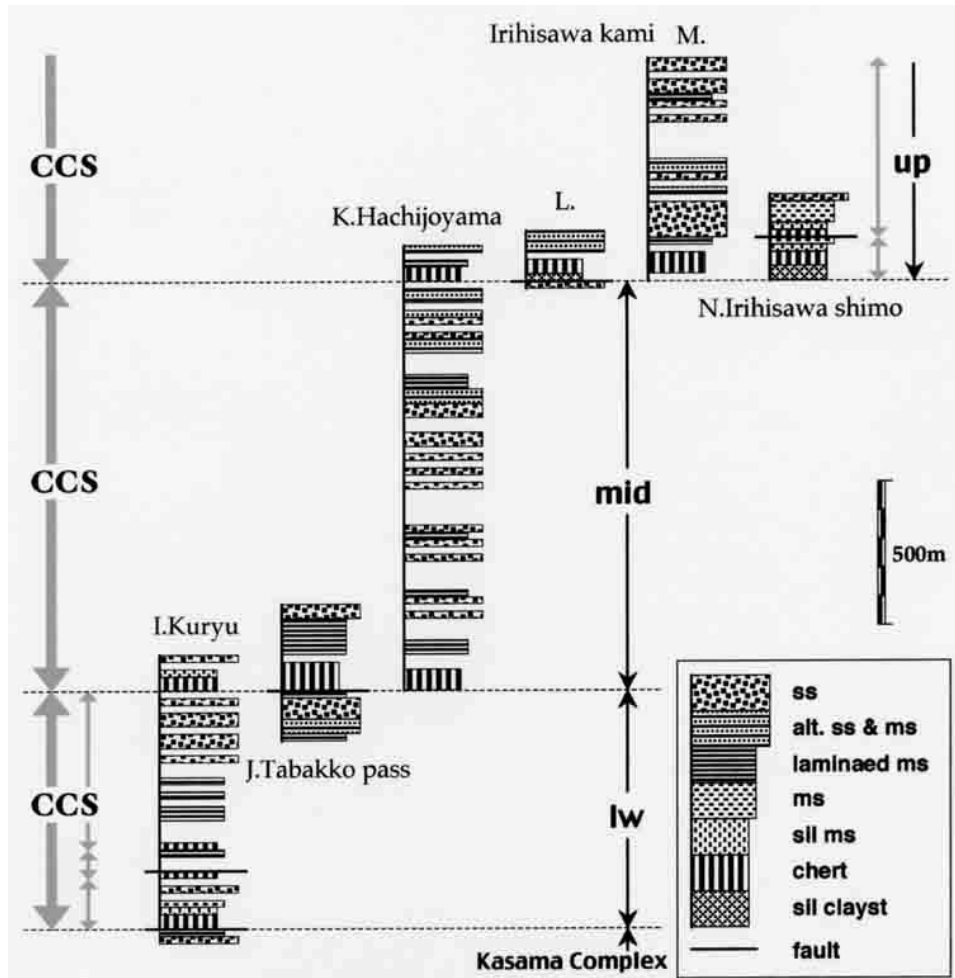 Irihisawa kami M.
CCS
up
K.Hachijoyama
L.
N.Irihisawa shimo
CCS
mid
500m
I.Kuryu
J.Tabakko pass
CCS
lw
Kasama Complex
ss
alt. ss & ms
laminaed ms
ms
sil ms
chert
sil clayst
fault